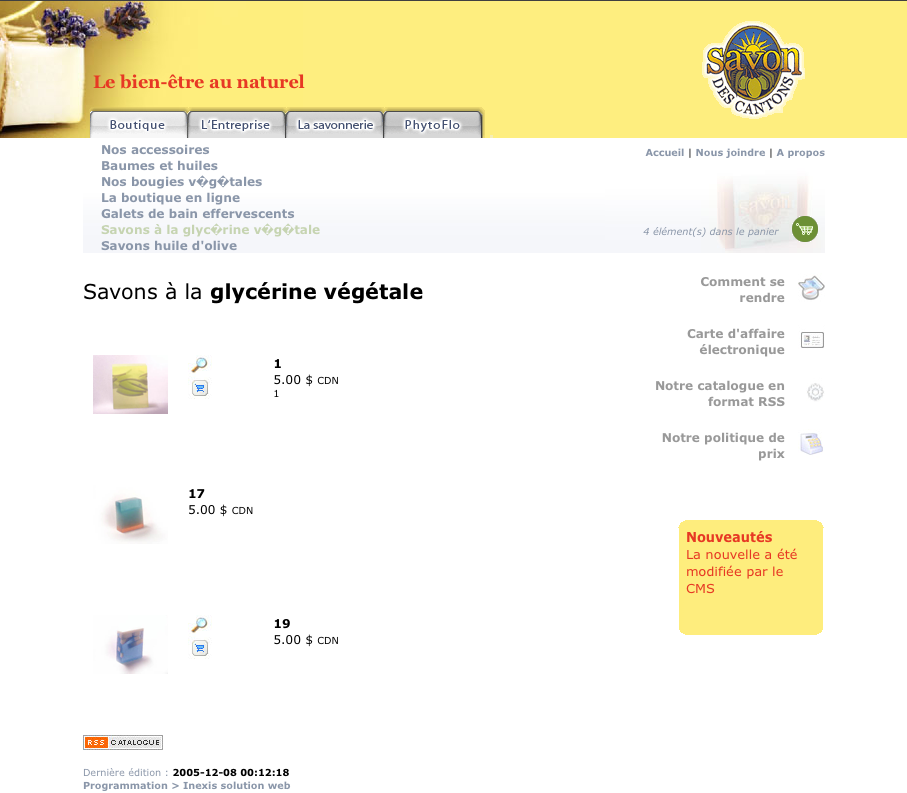 Le bien-être au naturel
savon
DES CANTONS
Boutique
L'Entreprise
La savonnerie
PhytoFlo
Nos accessoires
Baumes et huiles
Nos bougies v�g�tales
La boutique en ligne
Galets de bain effervescents
Savons à la glyc�rine v�g�tale
Savons huile d'olive
Accueil | Nous joindre | A propos
4 élément(s) dans le panier
Savons à la glycérine végétale
1
5.00 $ CDN
1
17
5.00 $ CDN
19
5.00 $ CDN
Comment se
rendre
Carte d'affaire
électronique
Notre catalogue en
format RSS
Notre politique de
prix
Nouveautés
La nouvelle a été
modifiée par le
CMS
RSS CATALOGUE
Dernière édition : 2005-12-08 00:12:18
Programmation > Inexis solution web